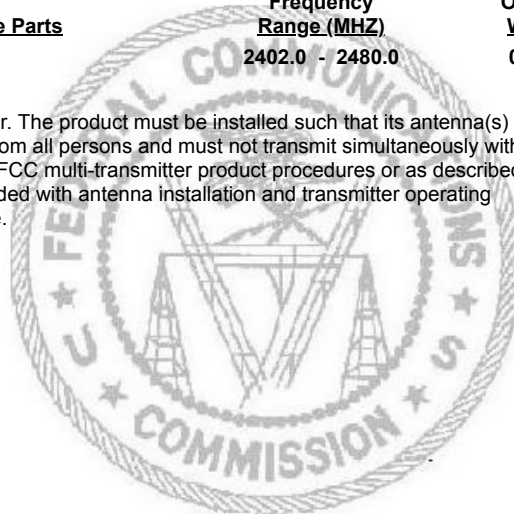 Frequency
e Parts Range (MHZ)
2402.0 - 2480.0
r. The product must be installed such that its antenna(s)
om all persons and must not transmit simultaneously with
FCC multi-transmitter product procedures or as described
ded with antenna installation and transmitter operating
e.
FEDERAL COMMUNICATIONS
COMMISSION
U S